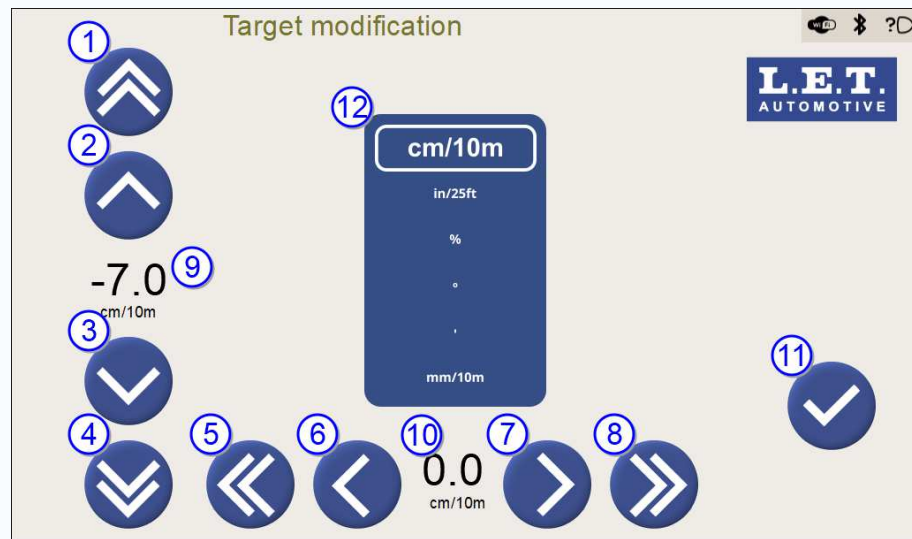 Target modification
WiFi
?
1
L.E.T.
AUTOMOTIVE
12
cm/10m
2
in/25ft
%
-7.0
9
°
cm/10m
3
'
mm/10m
11
4
5
6
10
7
8
0.0
cm/10m